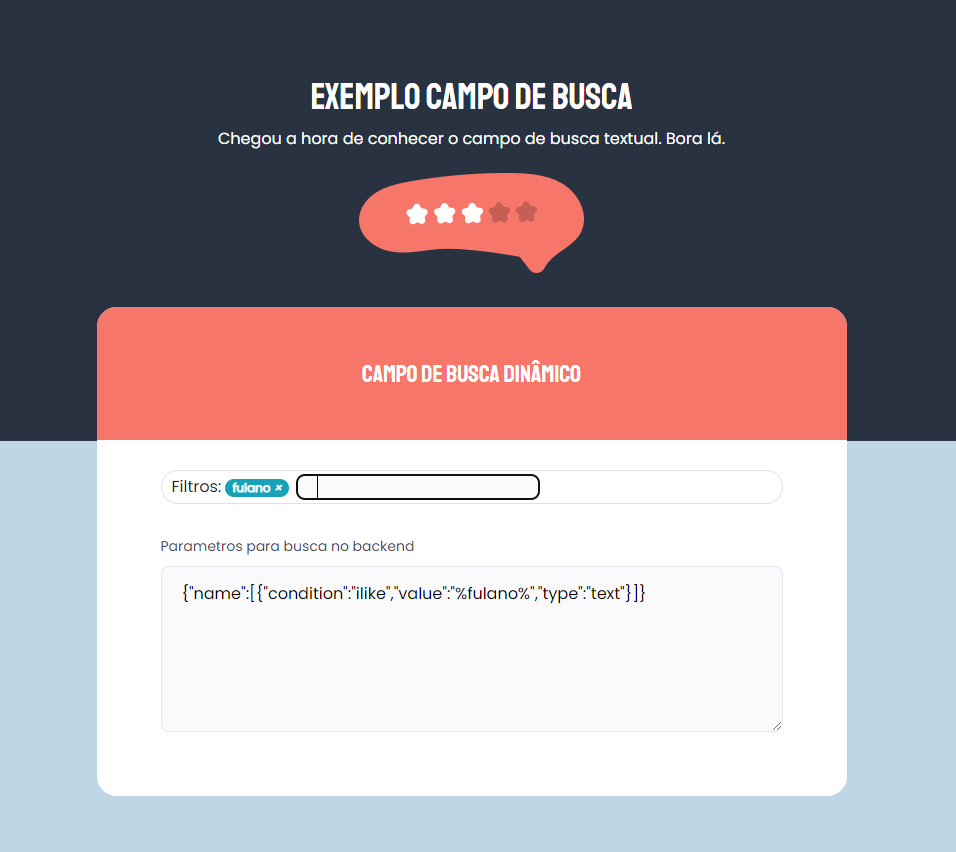 EXEMPLO CAMPO DE BUSCA
Chegou a hora de conhecer o campo de busca textual. Bora lá.
CAMPO DE BUSCA DINÂMICO
Filtros: fulano ×
Parametros para busca no backend
{"name":[{"condition":"ilike","value":"%fulano%","type":"text"}]}